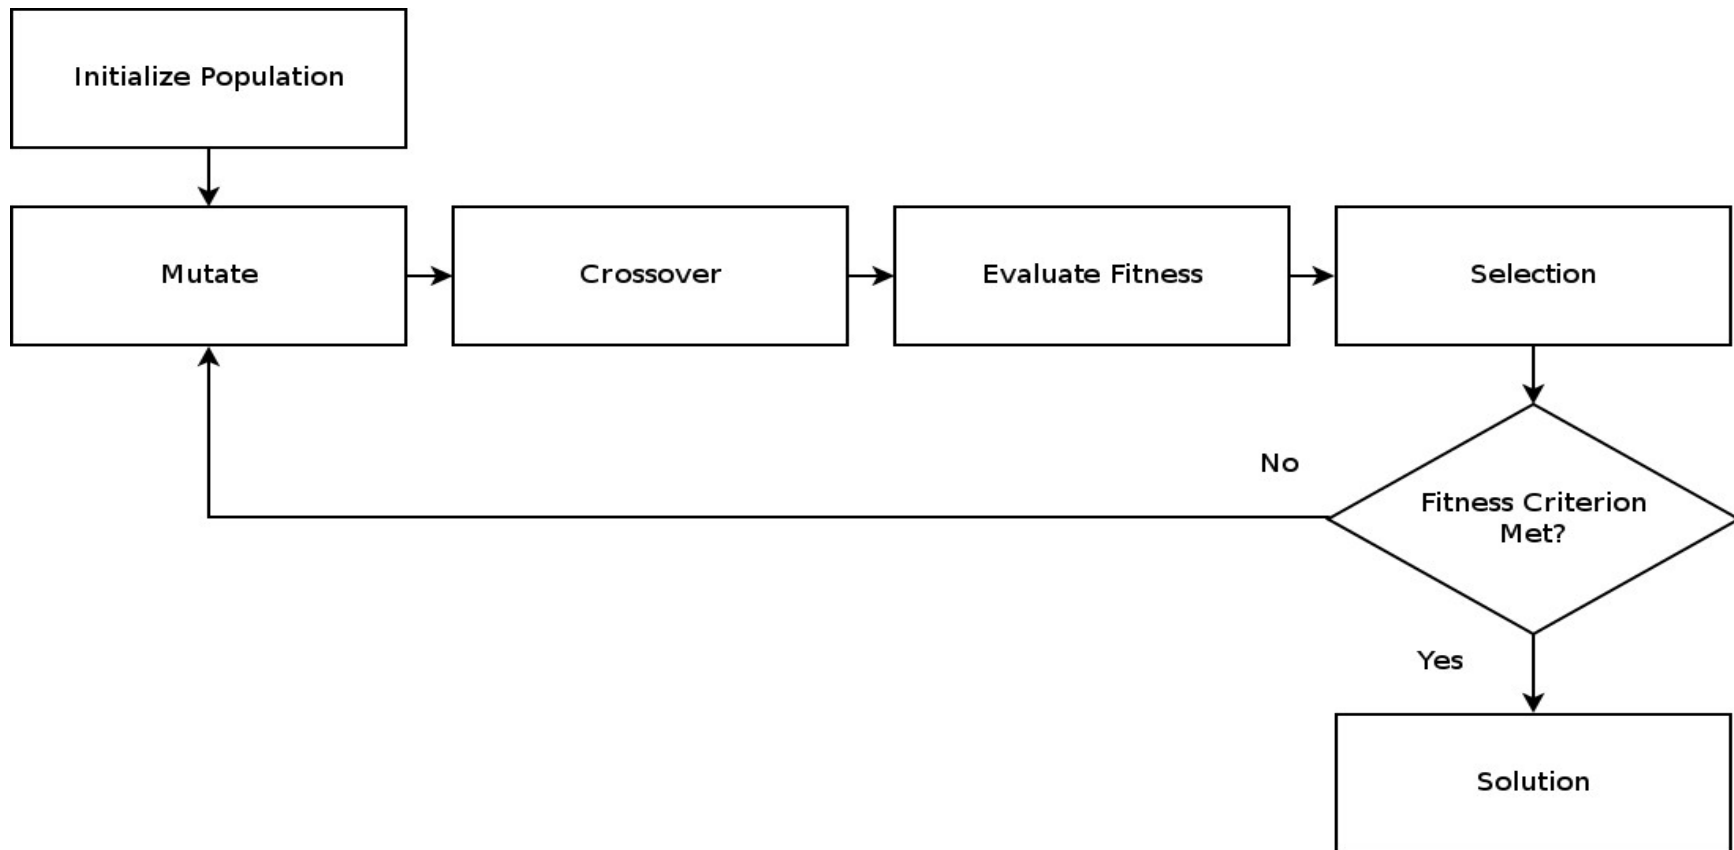 Initialize Population
Mutate
Crossover
Evaluate Fitness
Selection
No
Fitness Criterion
Met?
Yes
Solution